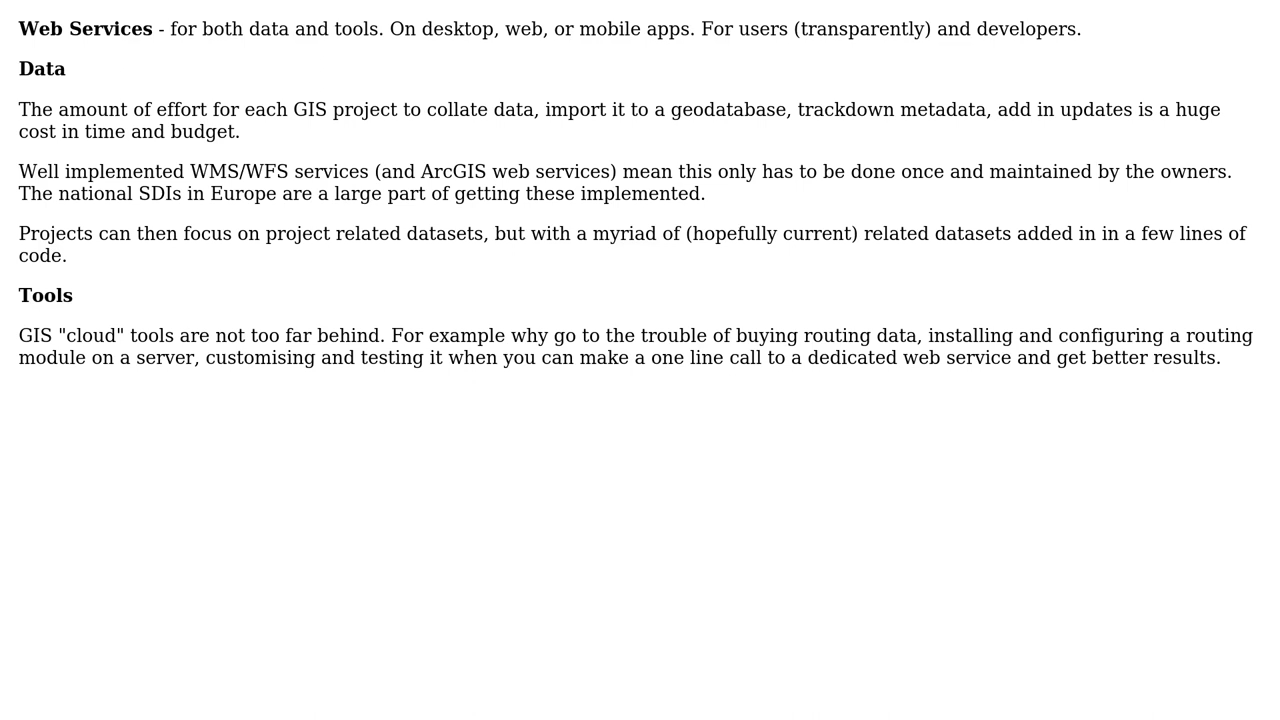 Web Services - for both data and tools. On desktop, web, or mobile apps. For users (transparently) and developers.
Data
The amount of effort for each GIS project to collate data, import it to a geodatabase, trackdown metadata, add in updates is a huge
cost in time and budget.
Well implemented WMS/WFS services (and ArcGIS web services) mean this only has to be done once and maintained by the owners.
The national SDIs in Europe are a large part of getting these implemented.
Projects can then focus on project related datasets, but with a myriad of (hopefully current) related datasets added in in a few lines of
code.
Tools
GIS "cloud" tools are not too far behind. For example why go to the trouble of buying routing data, installing and configuring a routing
module on a server, customising and testing it when you can make a one line call to a dedicated web service and get better results.